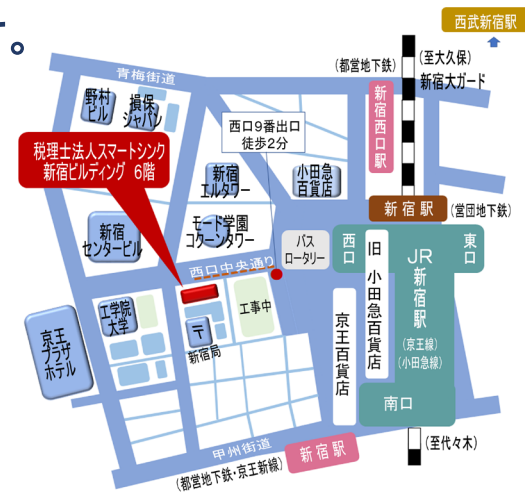 す。
西武新宿駅
(至大久保)
新宿大ガード
(都営地下鉄)
新宿西口駅
青梅街道
野村
ビル
損保
ジャパン
西口9番出口
徒歩2分
税理士法人スマートシンク
新宿ビルディング 6階
新宿
エルタワー
小田急
百貨店
新宿駅
(営団地下鉄)
新宿
センタービル
モード学園
コクーンタワー
バス
ロータリー
西口
旧 小田急百貨店
JR新宿駅
(京王線)
(小田急線)
東口
西口中央通り
工学院
大学
〒
新宿局
工事中
京王百貨店
京王
プラザ
ホテル
南口
甲州街道
新宿駅
(都営地下鉄・京王新線)
(至代々木)